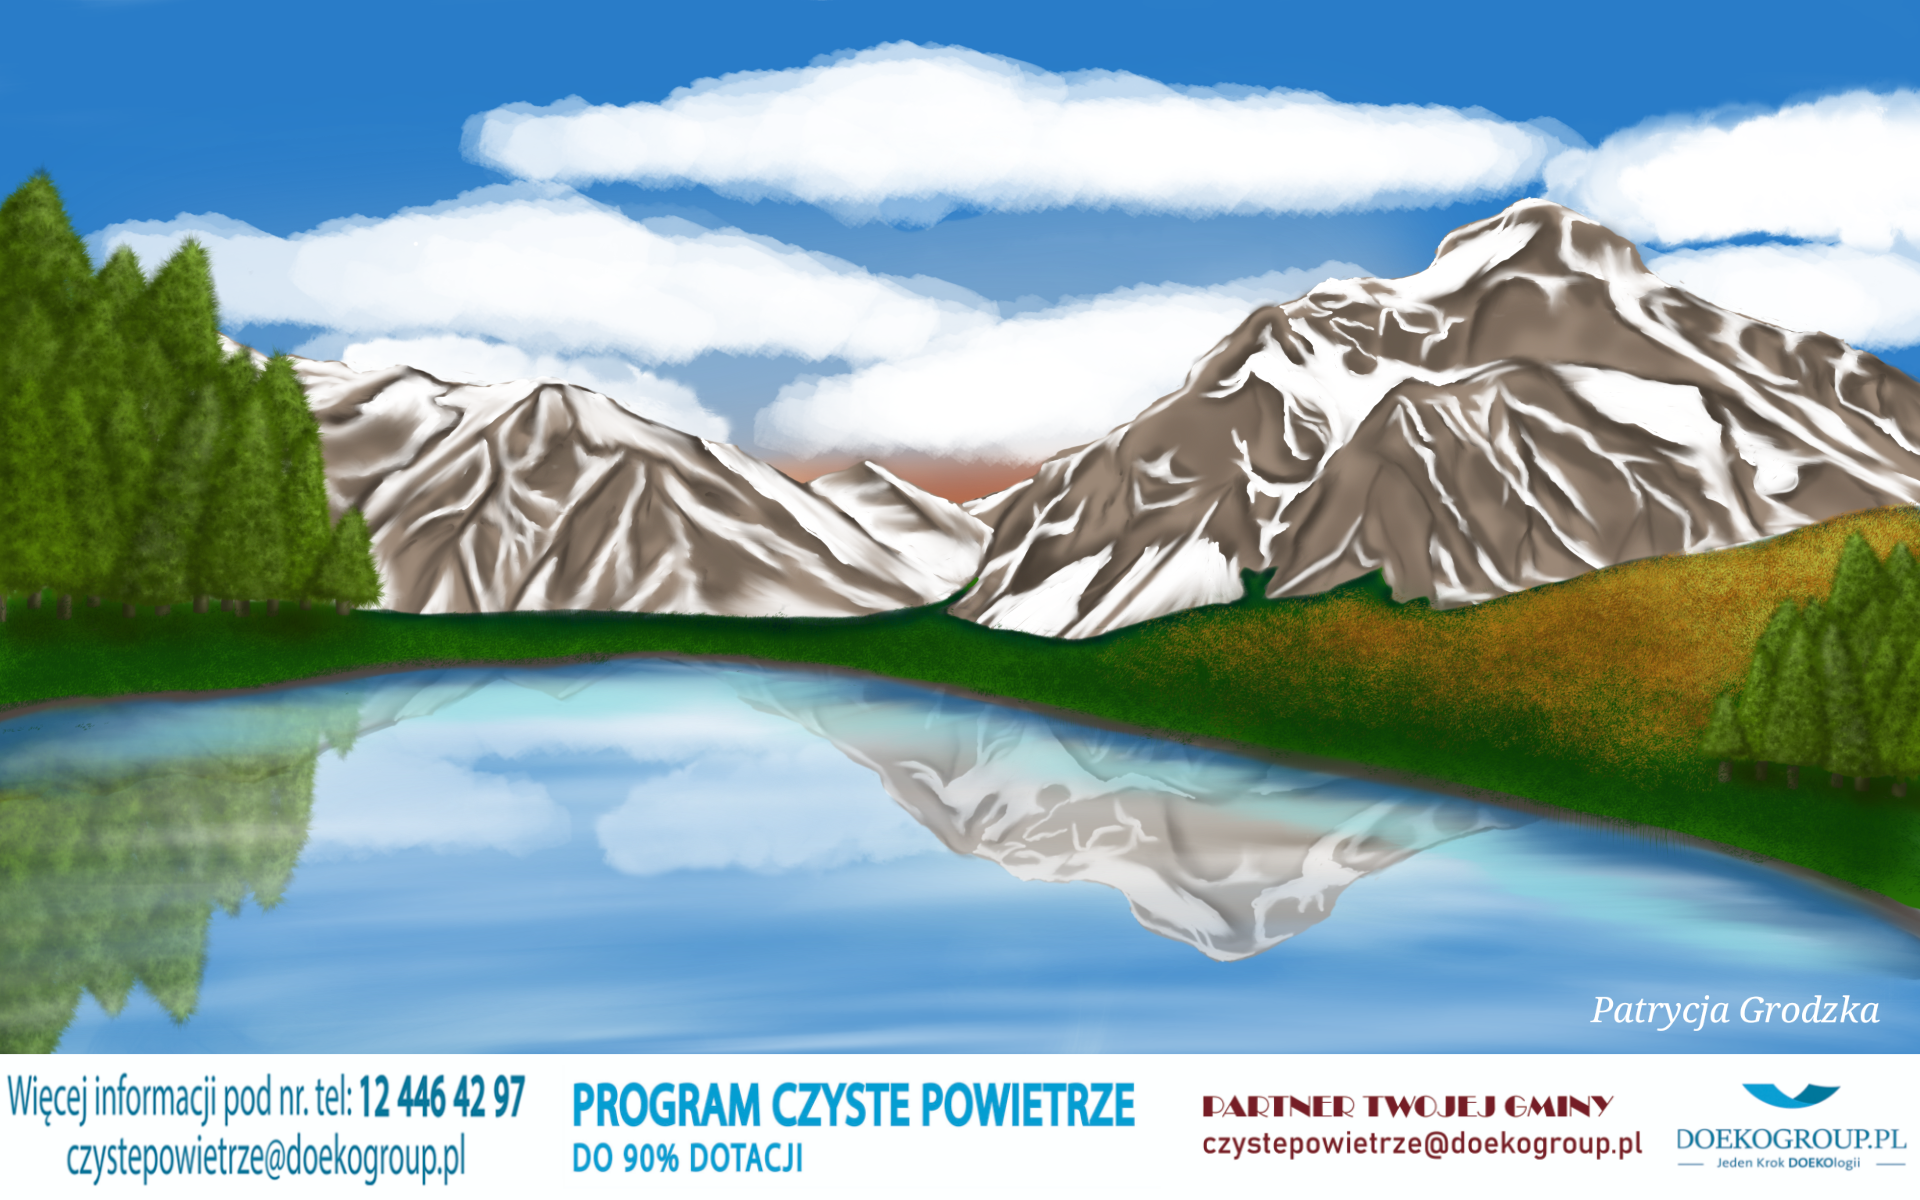 Patrycja Grodzka
Więcej informacji pod nr. tel: 12 446 42 97
czystepowietrze@doekogroup.pl
PROGRAM CZYSTE POWIETRZE
DO 90% DOTACJI
PARTNER TWOJEJ GMINY
czystepowietrze@doekogroup.pl
DOEKOGROUP.PL
Jeden Krok DOEKOlogii